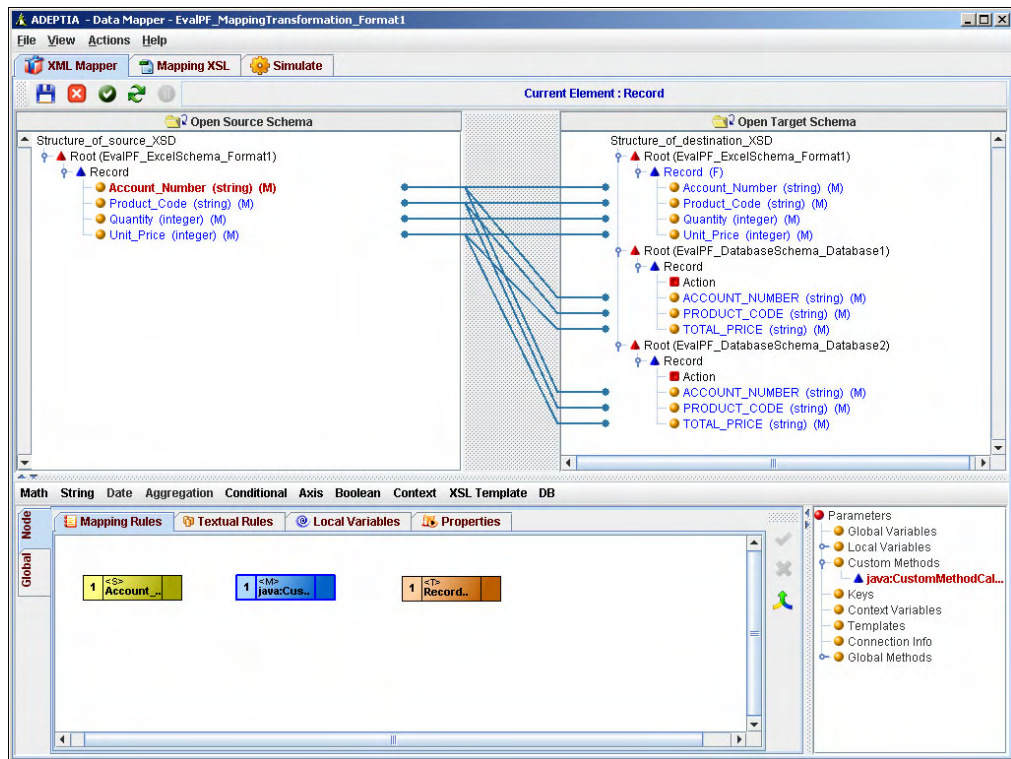 ADEPTIA - Data Mapper - EvalPF_MappingTransformation_Format1
File View Actions Help
XML Mapper Mapping XSL Simulate
Current Element : Record
Open Source Schema Open Target Schema
Structure_of_source_XSD
Root (EvalPF_ExcelSchema_Format1)
Record
Account_Number (string) (M)
Product_Code (string) (M)
Quantity (integer) (M)
Unit_Price (integer) (M)
Structure_of_destination_XSD
Root (EvalPF_ExcelSchema_Format1)
Record (F)
Account_Number (string) (M)
Product_Code (string) (M)
Quantity (integer) (M)
Unit_Price (integer) (M)
Root (EvalPF_DatabaseSchema_Database1)
Record
Action
ACCOUNT_NUMBER (string) (M)
PRODUCT_CODE (string) (M)
TOTAL_PRICE (string) (M)
Root (EvalPF_DatabaseSchema_Database2)
Record
Action
ACCOUNT_NUMBER (string) (M)
PRODUCT_CODE (string) (M)
TOTAL_PRICE (string) (M)
Math String Date Aggregation Conditional Axis Boolean Context XSL Template DB
Node
Global
Mapping Rules Textual Rules Local Variables Properties
1 <S> Account_..
1 <M> java:Cus..
1 <T> Record..
Parameters
Global Variables
Local Variables
Custom Methods
java:CustomMethodCal...
Keys
Context Variables
Templates
Connection Info
Global Methods